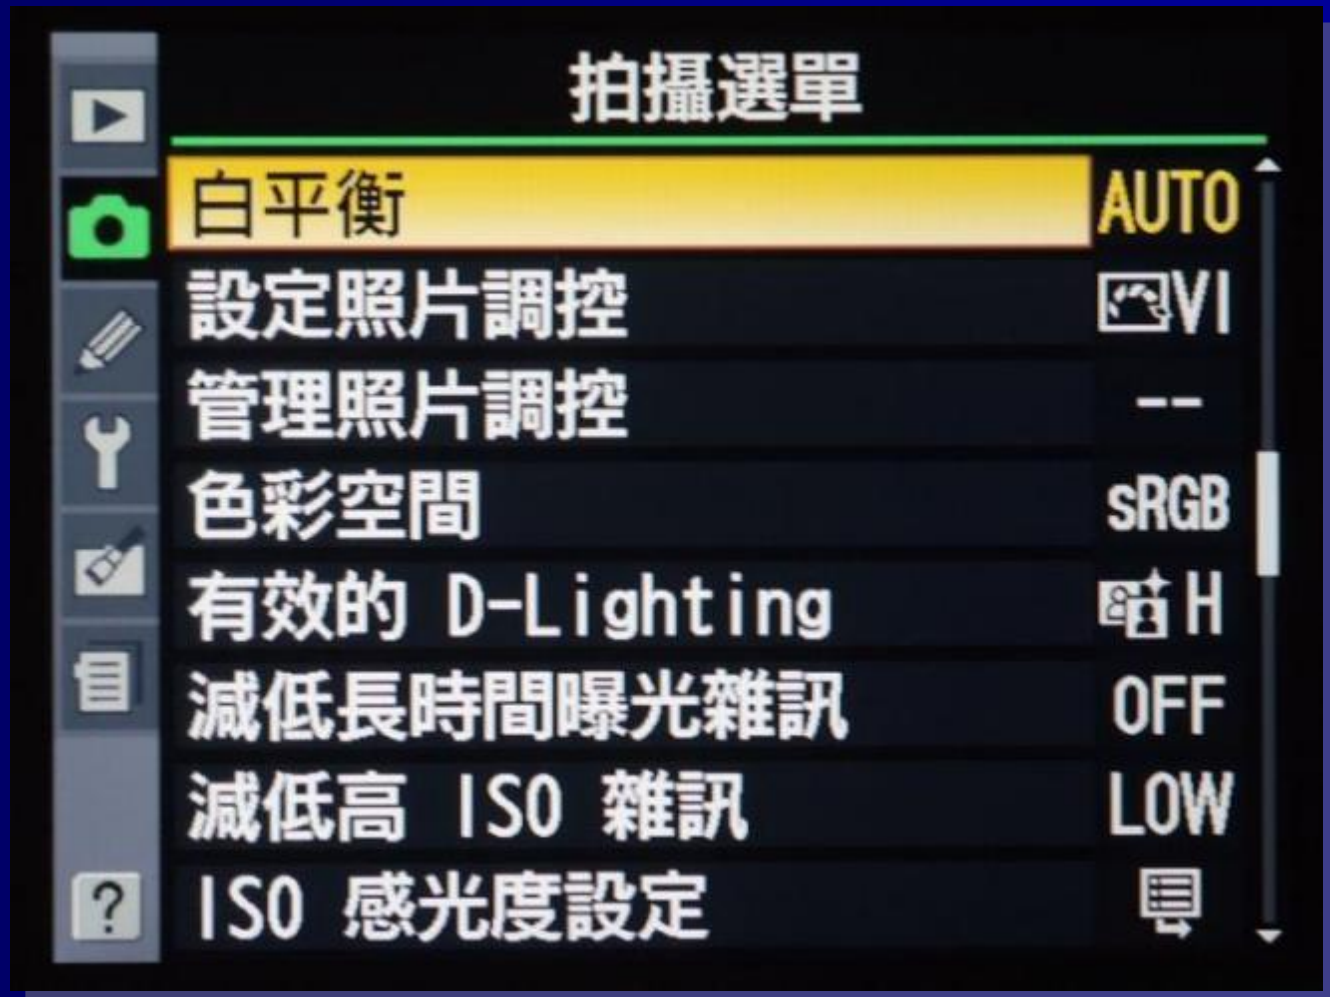 拍攝選單
白平衡 AUTO
設定照片調控 VI
管理照片調控 --
色彩空間 sRGB
有效的 D-Lighting H
減低長時間曝光雜訊 OFF
減低高 ISO 雜訊 LOW
ISO 感光度設定
?